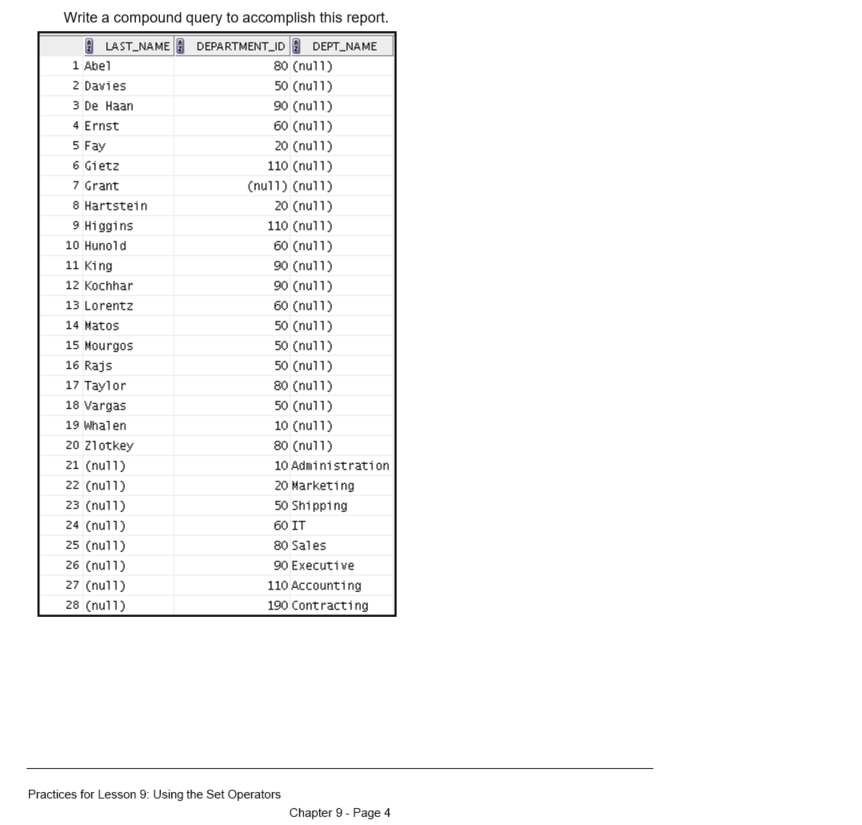 Write a compound query to accomplish this report.
LAST_NAME DEPARTMENT_ID DEPT_NAME
1 Abel 80 (null)
2 Davies 50 (null)
3 De Haan 90 (null)
4 Ernst 60 (null)
5 Fay 20 (null)
6 Gietz 110 (null)
7 Grant (null) (null)
8 Hartstein 20 (null)
9 Higgins 110 (null)
10 Hunold 60 (null)
11 King 90 (null)
12 Kochhar 90 (null)
13 Lorentz 60 (null)
14 Matos 50 (null)
15 Mourgos 50 (null)
16 Rajs 50 (null)
17 Taylor 80 (null)
18 Vargas 50 (null)
19 Whalen 10 (null)
20 Zlotkey 80 (null)
21 (null) 10 Administration
22 (null) 20 Marketing
23 (null) 50 Shipping
24 (null) 60 IT
25 (null) 80 Sales
26 (null) 90 Executive
27 (null) 110 Accounting
28 (null) 190 Contracting
Practices for Lesson 9: Using the Set Operators
Chapter 9 - Page 4